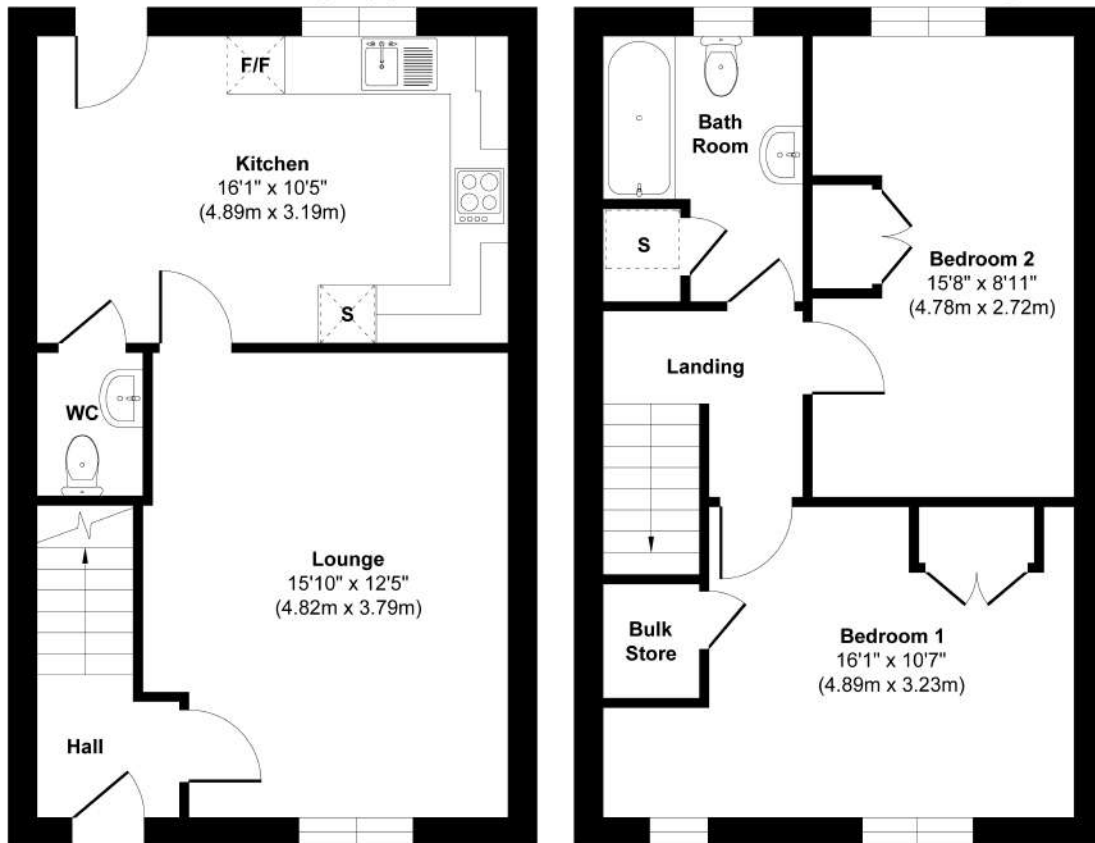 F/F
Kitchen
16'1" x 10'5"
(4.89m x 3.19m)
S
WC
Lounge
15'10" x 12'5"
(4.82m x 3.79m)
Hall
Bath
Room
S
Bedroom 2
15'8" x 8'11"
(4.78m x 2.72m)
Landing
Bulk
Store
Bedroom 1
16'1" x 10'7"
(4.89m x 3.23m)